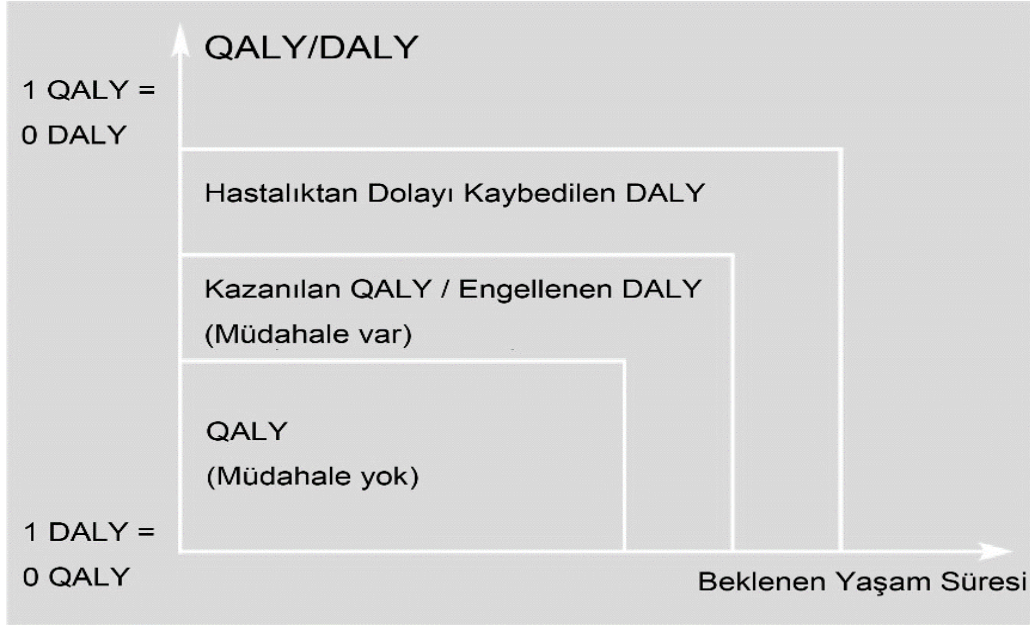 QALY/DALY
1 QALY =
0 DALY
Hastalıktan Dolayı Kaybedilen DALY
Kazanılan QALY / Engellenen DALY
(Müdahale var)
QALY
(Müdahale yok)
1 DALY =
0 QALY
Beklenen Yaşam Süresi